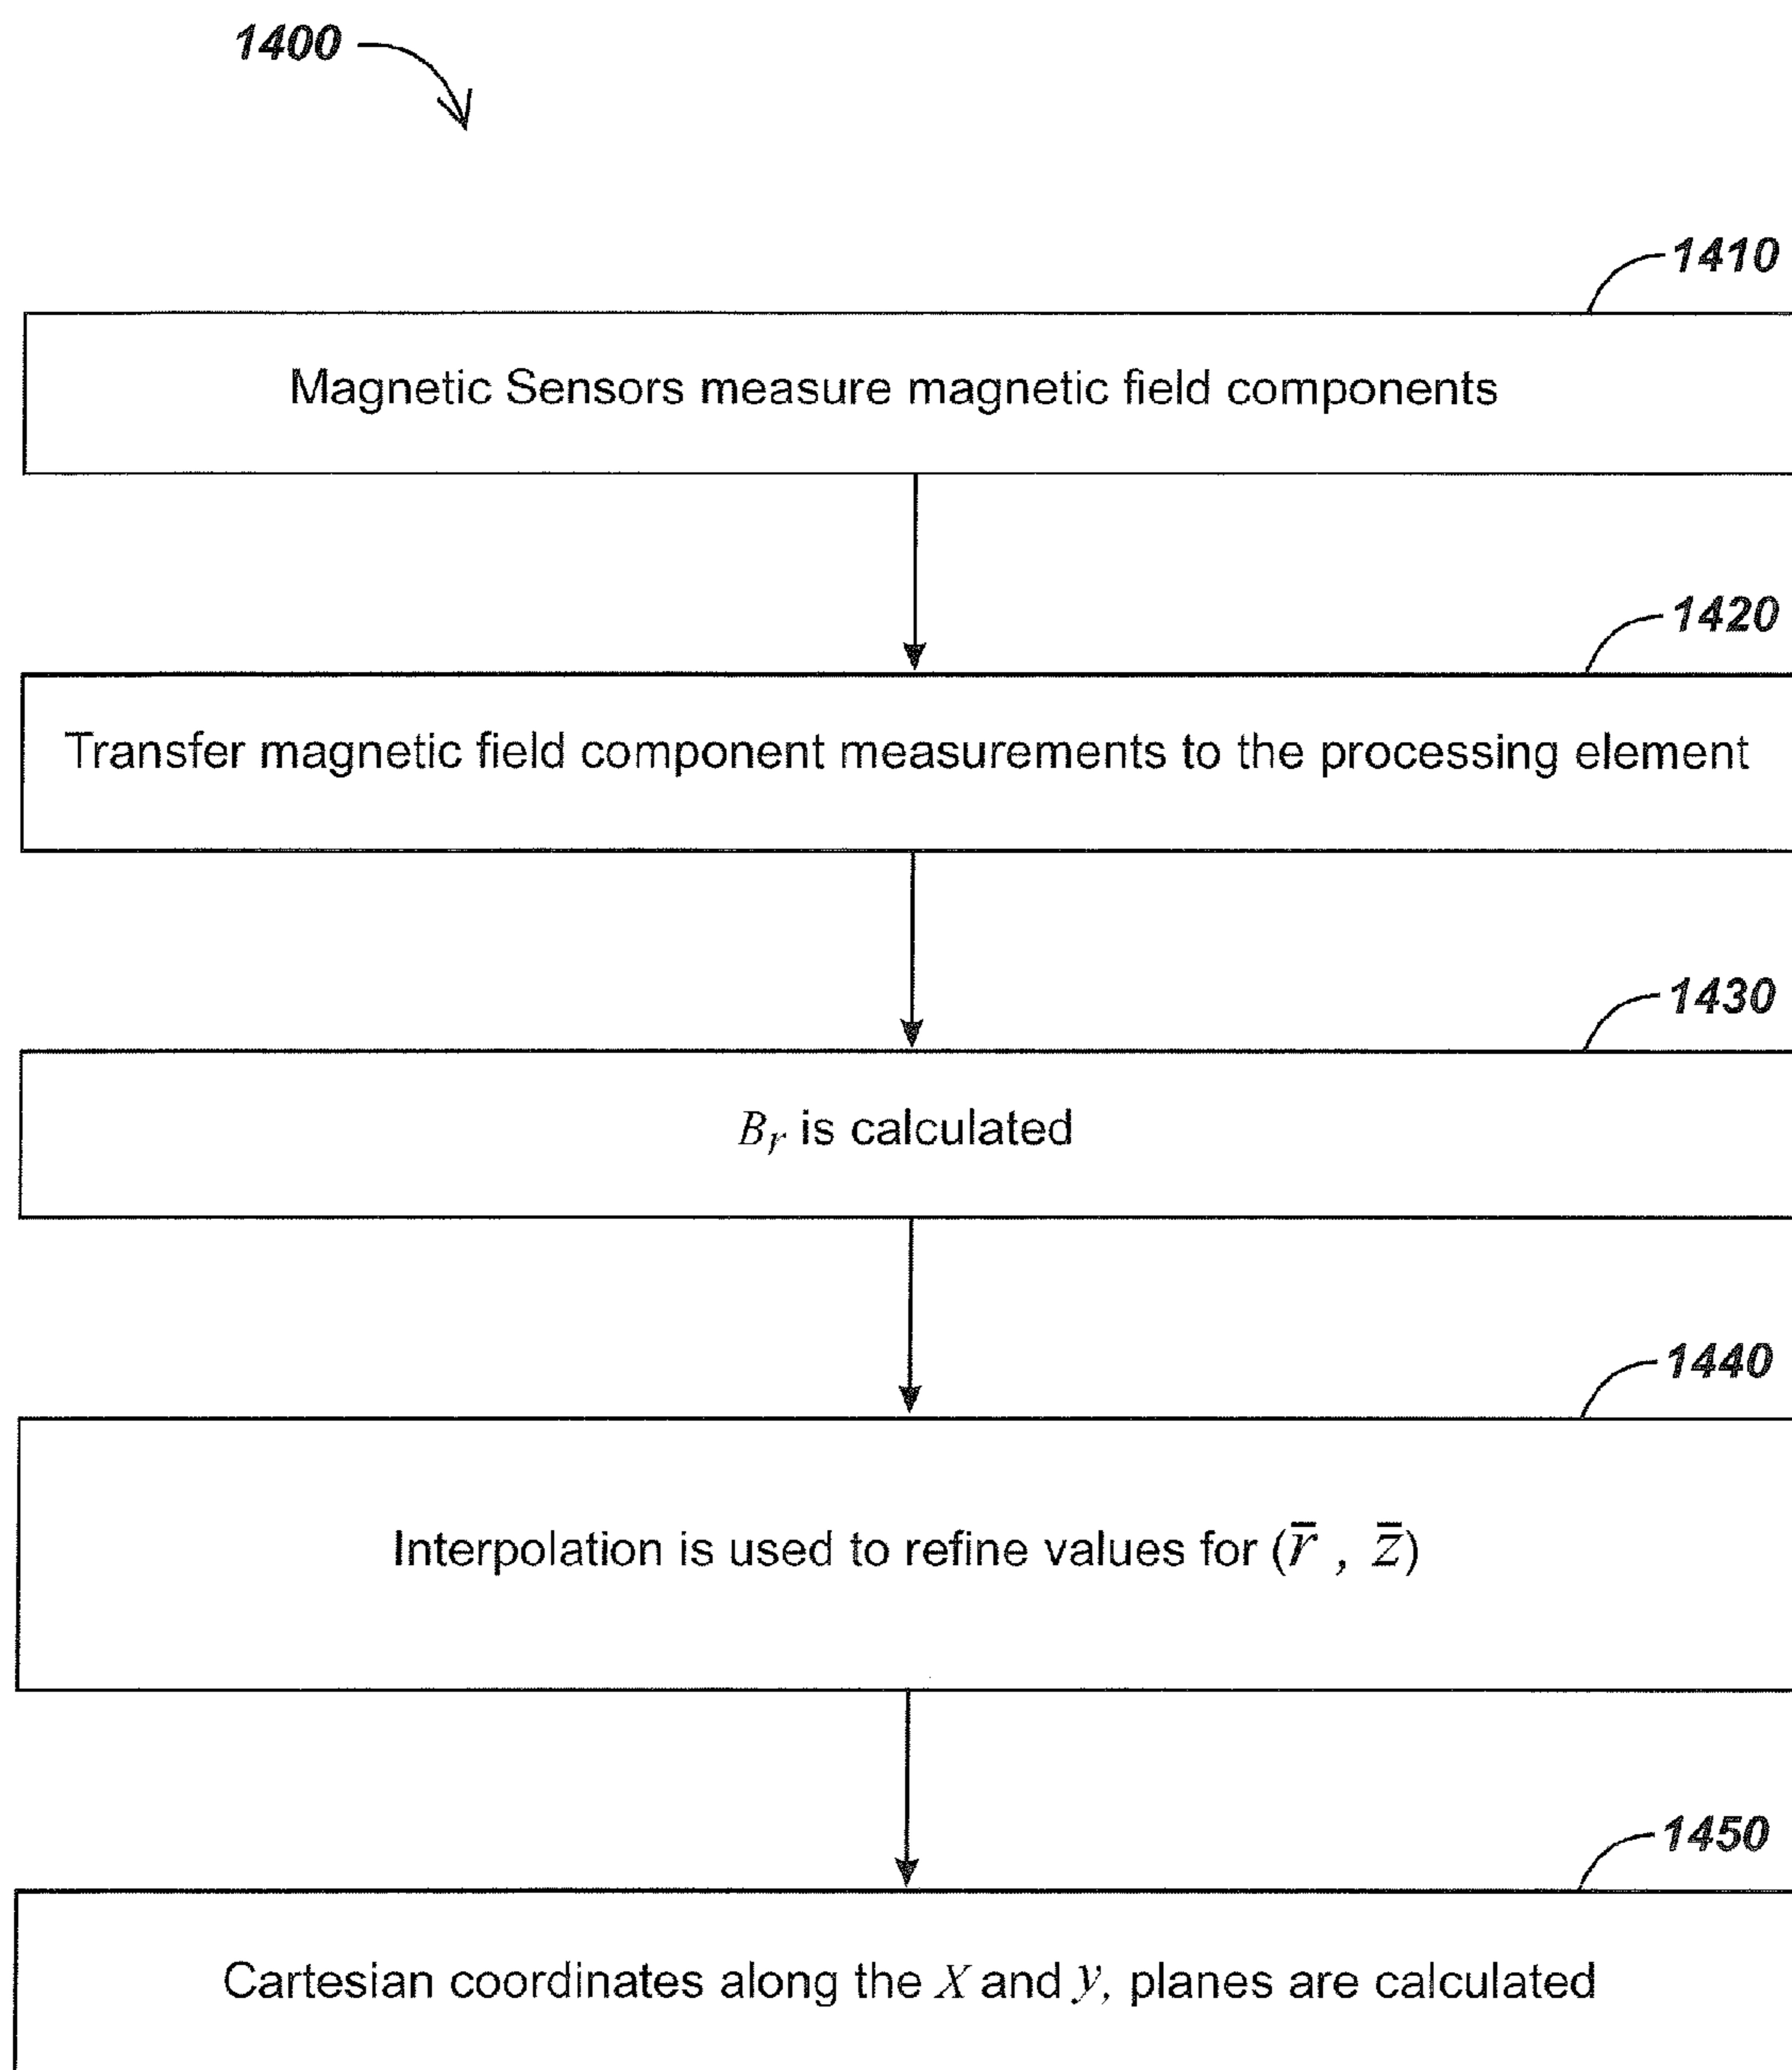 1400
1410
Magnetic Sensors measure magnetic field components
1420
Transfer magnetic field component measurements to the processing element
1430
Bᵣ is calculated
1440
Interpolation is used to refine values for (r̄ , z̄)
1450
Cartesian coordinates along the x and y, planes are calculated